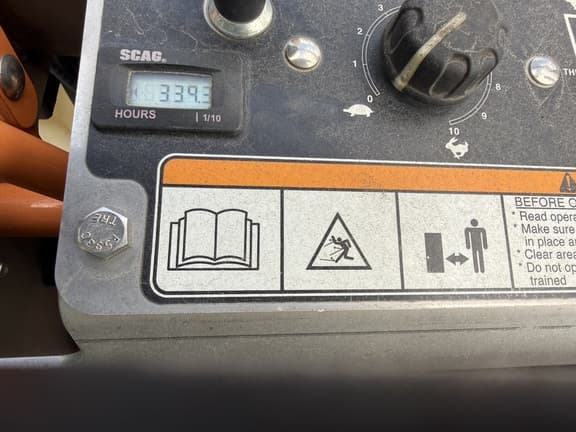 SCAG.
339.3
HOURS 1/10
3
2
1
0
8
9
10
BEFORE O
* Read opera
* Make sure
in place a
* Clear area
* Do not op
trained